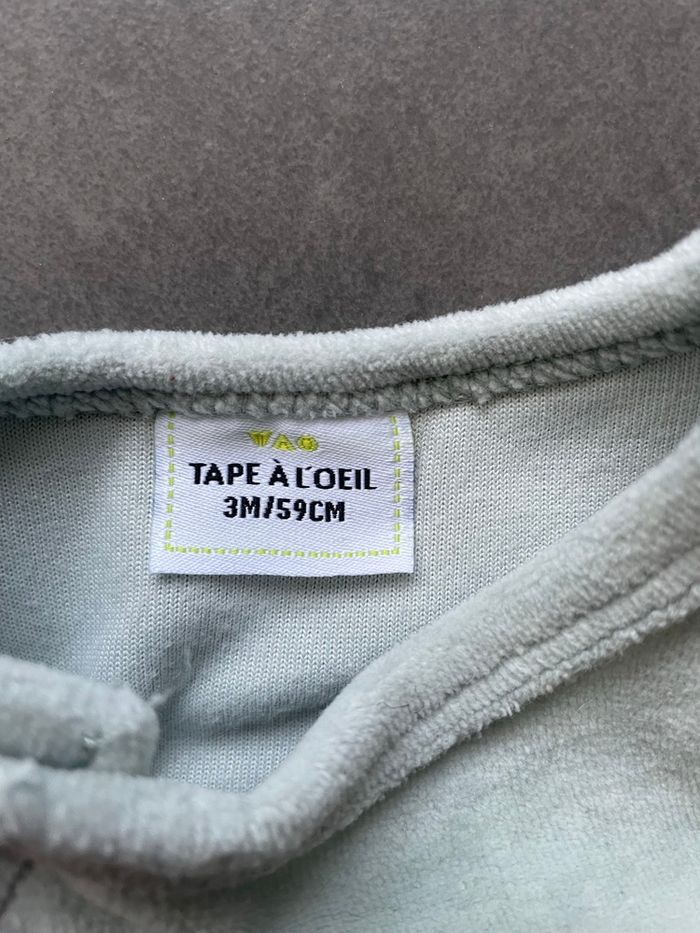 TAO
TAPE À L'OEIL
3M/59CM